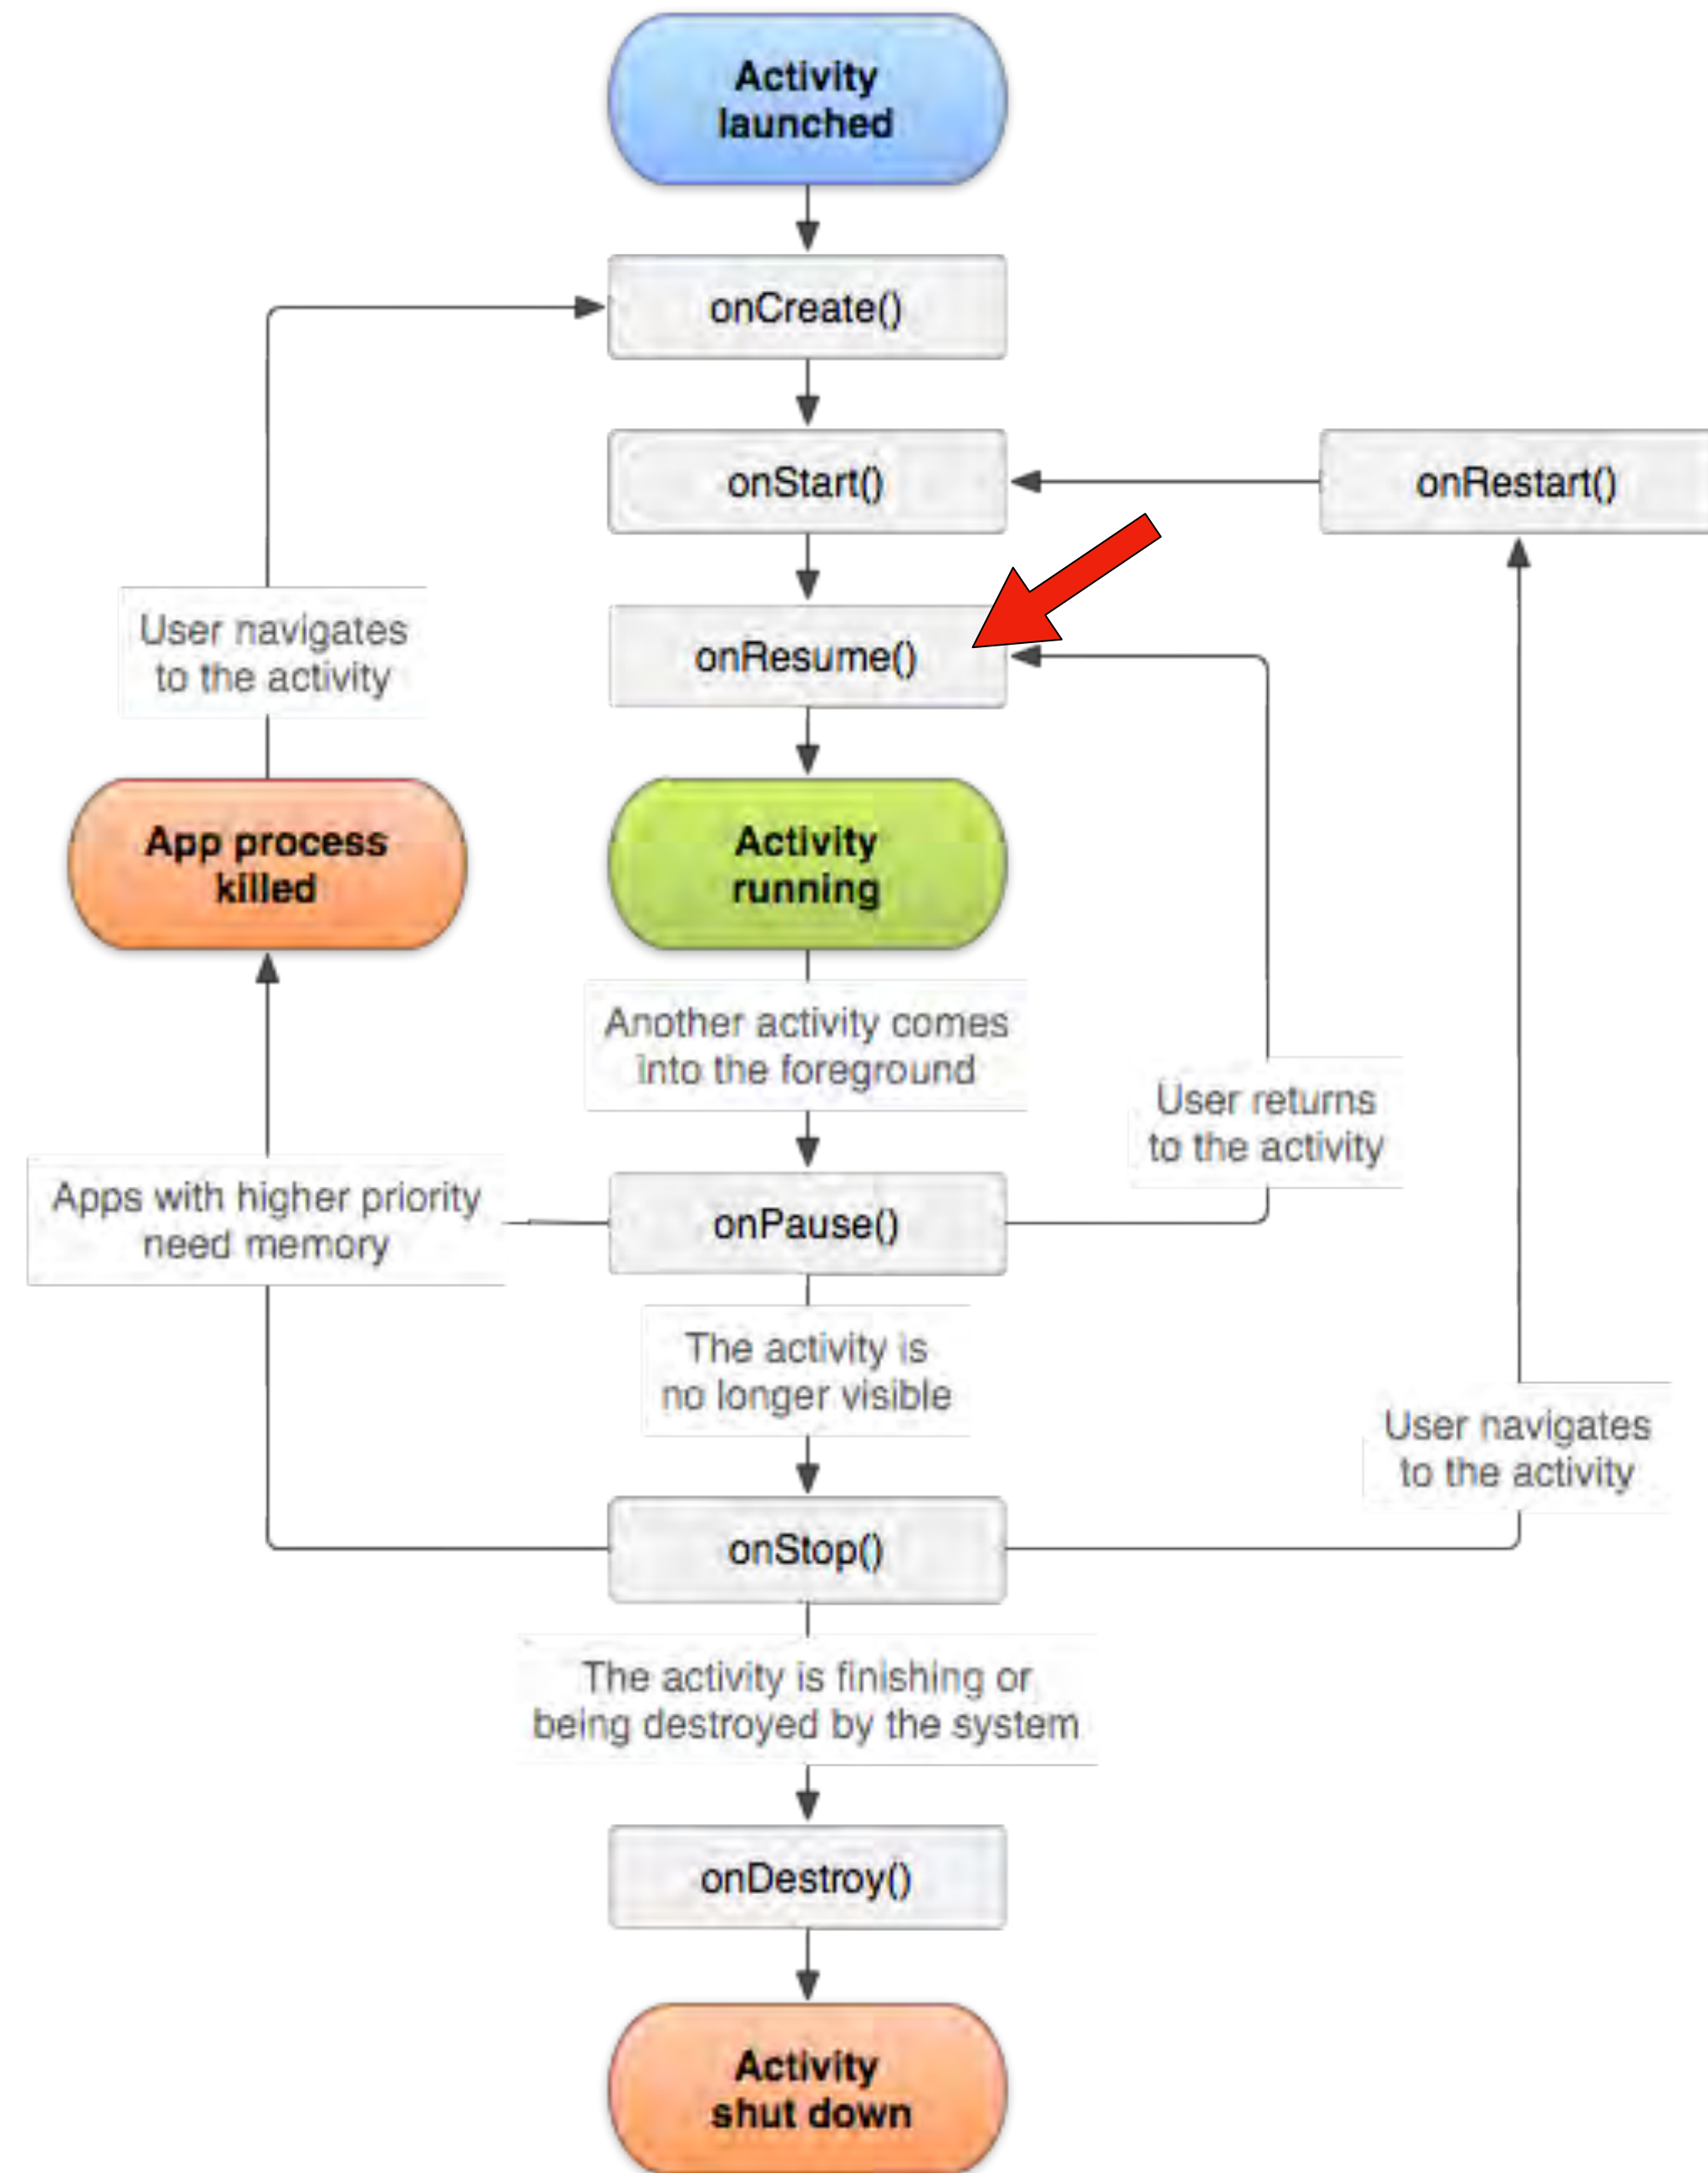 Activity
launched
onCreate()
onStart()
onRestart()
User navigates
to the activity
onResume()
App process
killed
Activity
running
Another activity comes
into the foreground
User returns
to the activity
Apps with higher priority
need memory
onPause()
The activity is
no longer visible
User navigates
to the activity
onStop()
The activity is finishing or
being destroyed by the system
onDestroy()
Activity
shut down